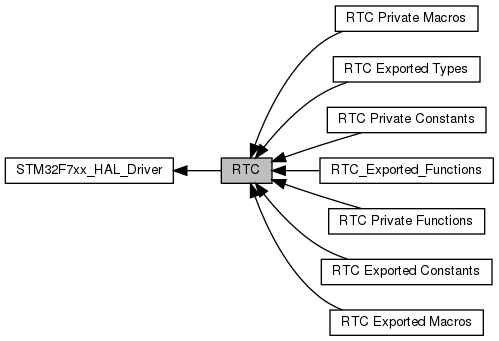 RTC Private Macros
RTC Exported Types
RTC Private Constants
STM32F7xx_HAL_Driver
RTC
RTC_Exported_Functions
RTC Private Functions
RTC Exported Constants
RTC Exported Macros